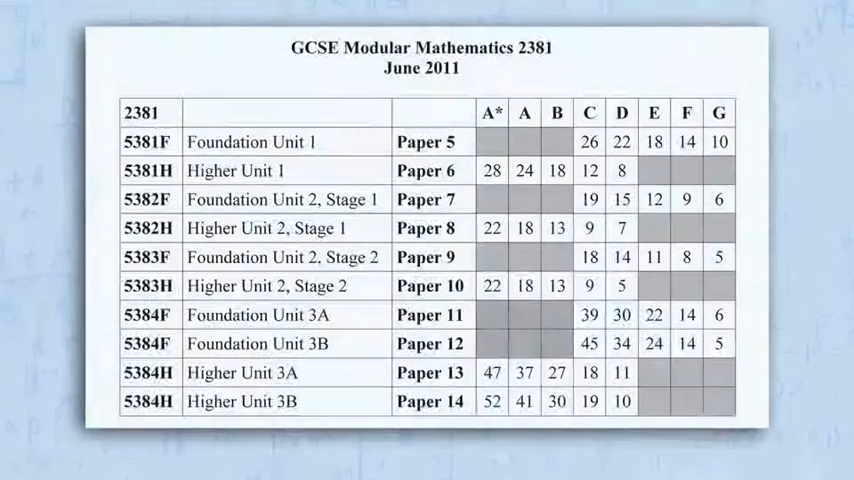 GCSE Modular Mathematics 2381
June 2011
2381 A* A B C D E F G
5381F Foundation Unit 1 Paper 5 26 22 18 14 10
5381H Higher Unit 1 Paper 6 28 24 18 12 8
5382F Foundation Unit 2, Stage 1 Paper 7 19 15 12 9 6
5382H Higher Unit 2, Stage 1 Paper 8 22 18 13 9 7
5383F Foundation Unit 2, Stage 2 Paper 9 18 14 11 8 5
5383H Higher Unit 2, Stage 2 Paper 10 22 18 13 9 5
5384F Foundation Unit 3A Paper 11 39 30 22 14 6
5384F Foundation Unit 3B Paper 12 45 34 24 14 5
5384H Higher Unit 3A Paper 13 47 37 27 18 11
5384H Higher Unit 3B Paper 14 52 41 30 19 10